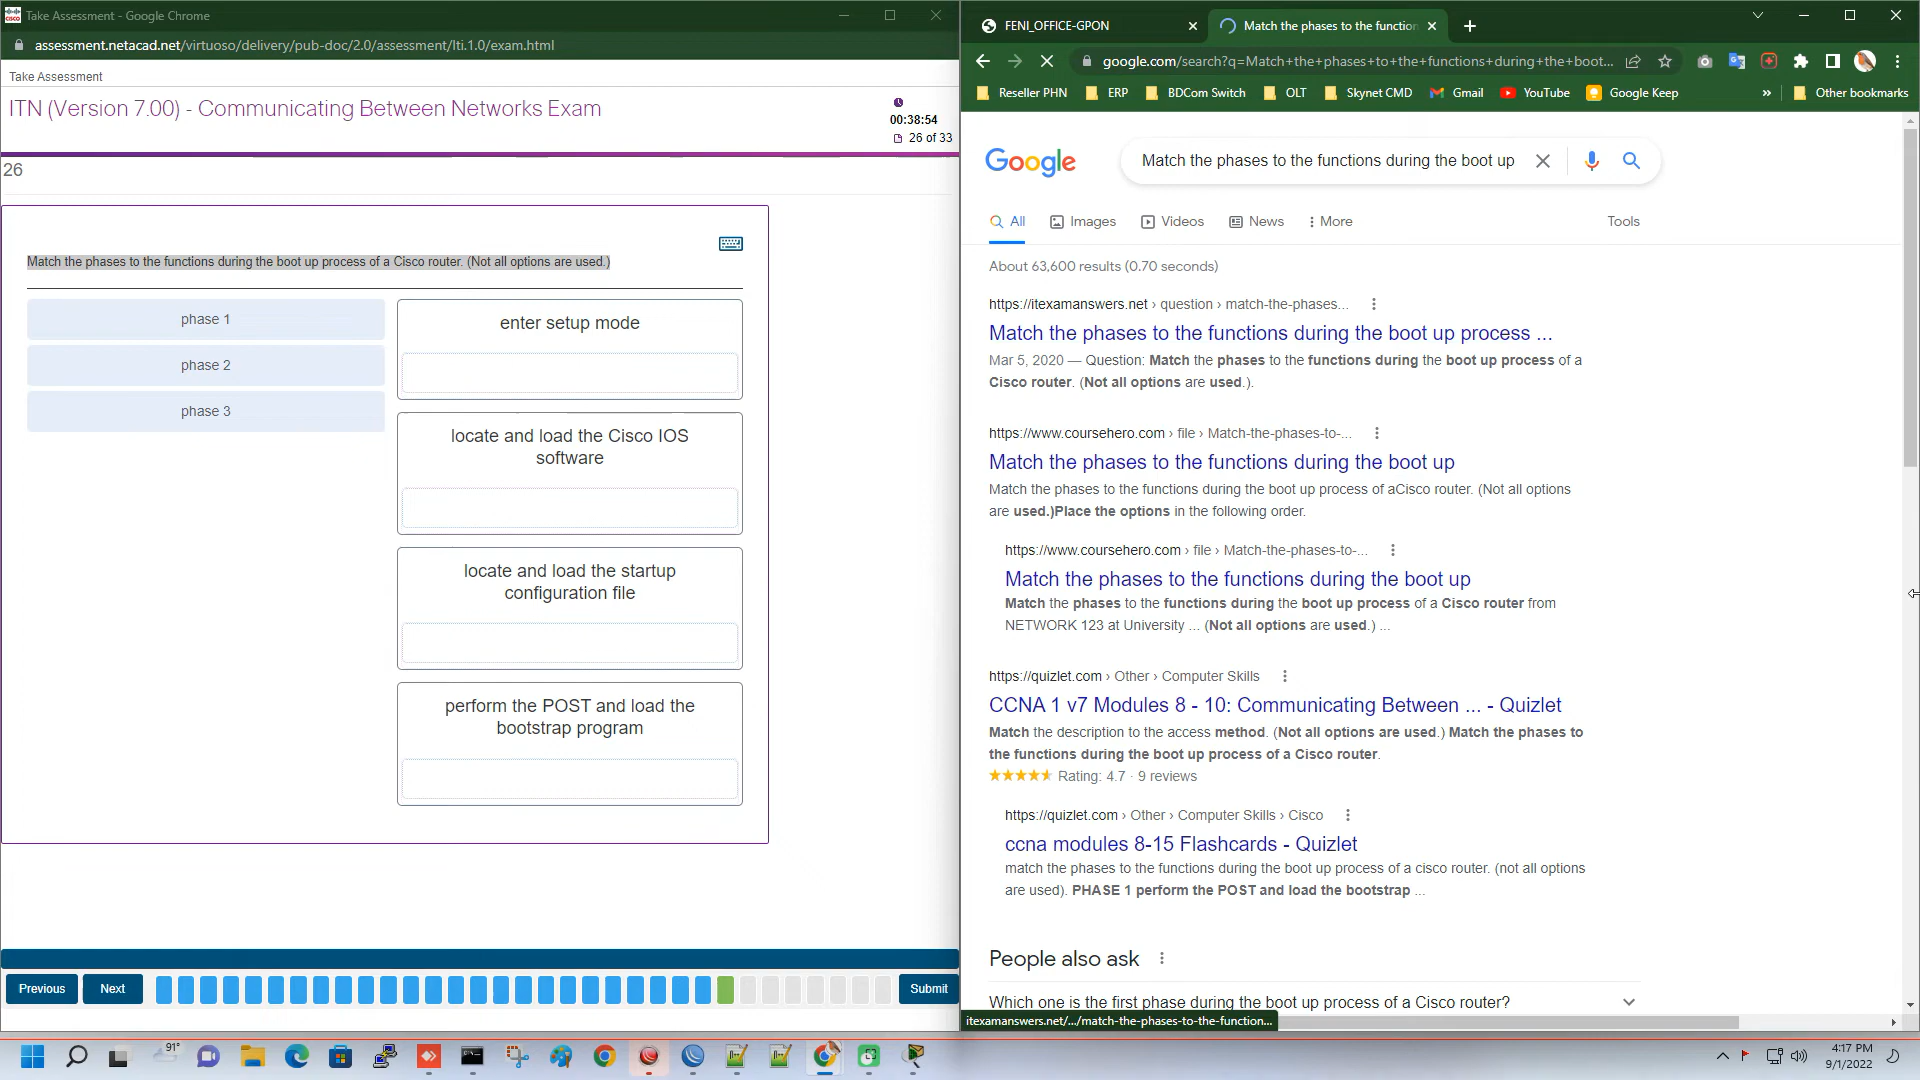 Take Assessment - Google Chrome
assessment.netacad.net/virtuoso/delivery/pub-doc/2.0/assessment/lti.1.0/exam.html
Take Assessment
ITN (Version 7.00) - Communicating Between Networks Exam
00:38:54
26 of 33
26
Match the phases to the functions during the boot up process of a Cisco router. (Not all options are used.)
phase 1
phase 2
phase 3
enter setup mode
locate and load the Cisco IOS
software
locate and load the startup
configuration file
perform the POST and load the
bootstrap program
Previous
Next
Submit
FENI_OFFICE-GPON
Match the phases to the function
google.com/search?q=Match+the+phases+to+the+functions+during+the+boot...
Reseller PHN
ERP
BDCom Switch
OLT
Skynet CMD
Gmail
YouTube
Google Keep
»
Other bookmarks
Google
Match the phases to the functions during the boot up
All
Images
Videos
News
More
Tools
About 63,600 results (0.70 seconds)
https://itexamanswers.net › question › match-the-phases...
Match the phases to the functions during the boot up process ...
Mar 5, 2020 — Question: Match the phases to the functions during the boot up process of a
Cisco router. (Not all options are used.).
https://www.coursehero.com › file › Match-the-phases-to-...
Match the phases to the functions during the boot up
Match the phases to the functions during the boot up process of aCisco router. (Not all options
are used.)Place the options in the following order.
https://www.coursehero.com › file › Match-the-phases-to-...
Match the phases to the functions during the boot up
Match the phases to the functions during the boot up process of a Cisco router from
NETWORK 123 at University ... (Not all options are used.) ...
https://quizlet.com › Other › Computer Skills
CCNA 1 v7 Modules 8 - 10: Communicating Between ... - Quizlet
Match the description to the access method. (Not all options are used.) Match the phases to
the functions during the boot up process of a Cisco router.
Rating: 4.7 · 9 reviews
https://quizlet.com › Other › Computer Skills › Cisco
ccna modules 8-15 Flashcards - Quizlet
match the phases to the functions during the boot up process of a cisco router. (not all options
are used). PHASE 1 perform the POST and load the bootstrap ...
People also ask
Which one is the first phase during the boot up process of a Cisco router?
itexamanswers.net/.../match-the-phases-to-the-function...
91°
4:17 PM
9/1/2022